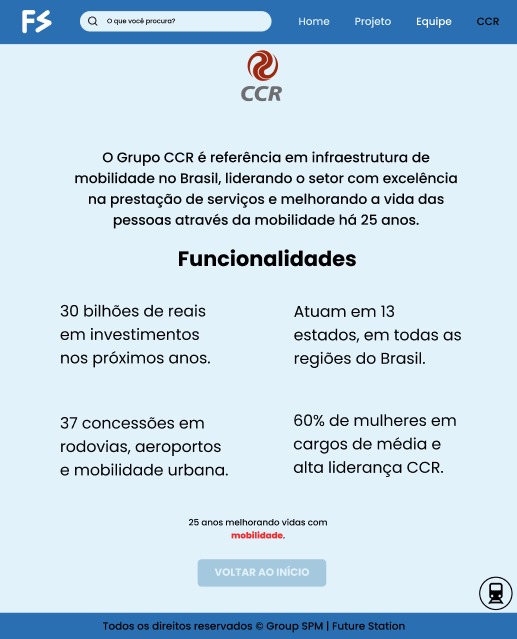 FS
O que você procura?
Home
Projeto
Equipe
CCR
CCR
O Grupo CCR é referência em infraestrutura de
mobilidade no Brasil, liderando o setor com excelência
na prestação de serviços e melhorando a vida das
pessoas através da mobilidade há 25 anos.
Funcionalidades
30 bilhões de reais
em investimentos
nos próximos anos.
Atuam em 13
estados, em todas as
regiões do Brasil.
37 concessões em
rodovias, aeroportos
e mobilidade urbana.
60% de mulheres em
cargos de média e
alta liderança CCR.
25 anos melhorando vidas com
mobilidade.
VOLTAR AO INÍCIO
Todos os direitos reservados © Group SPM | Future Station